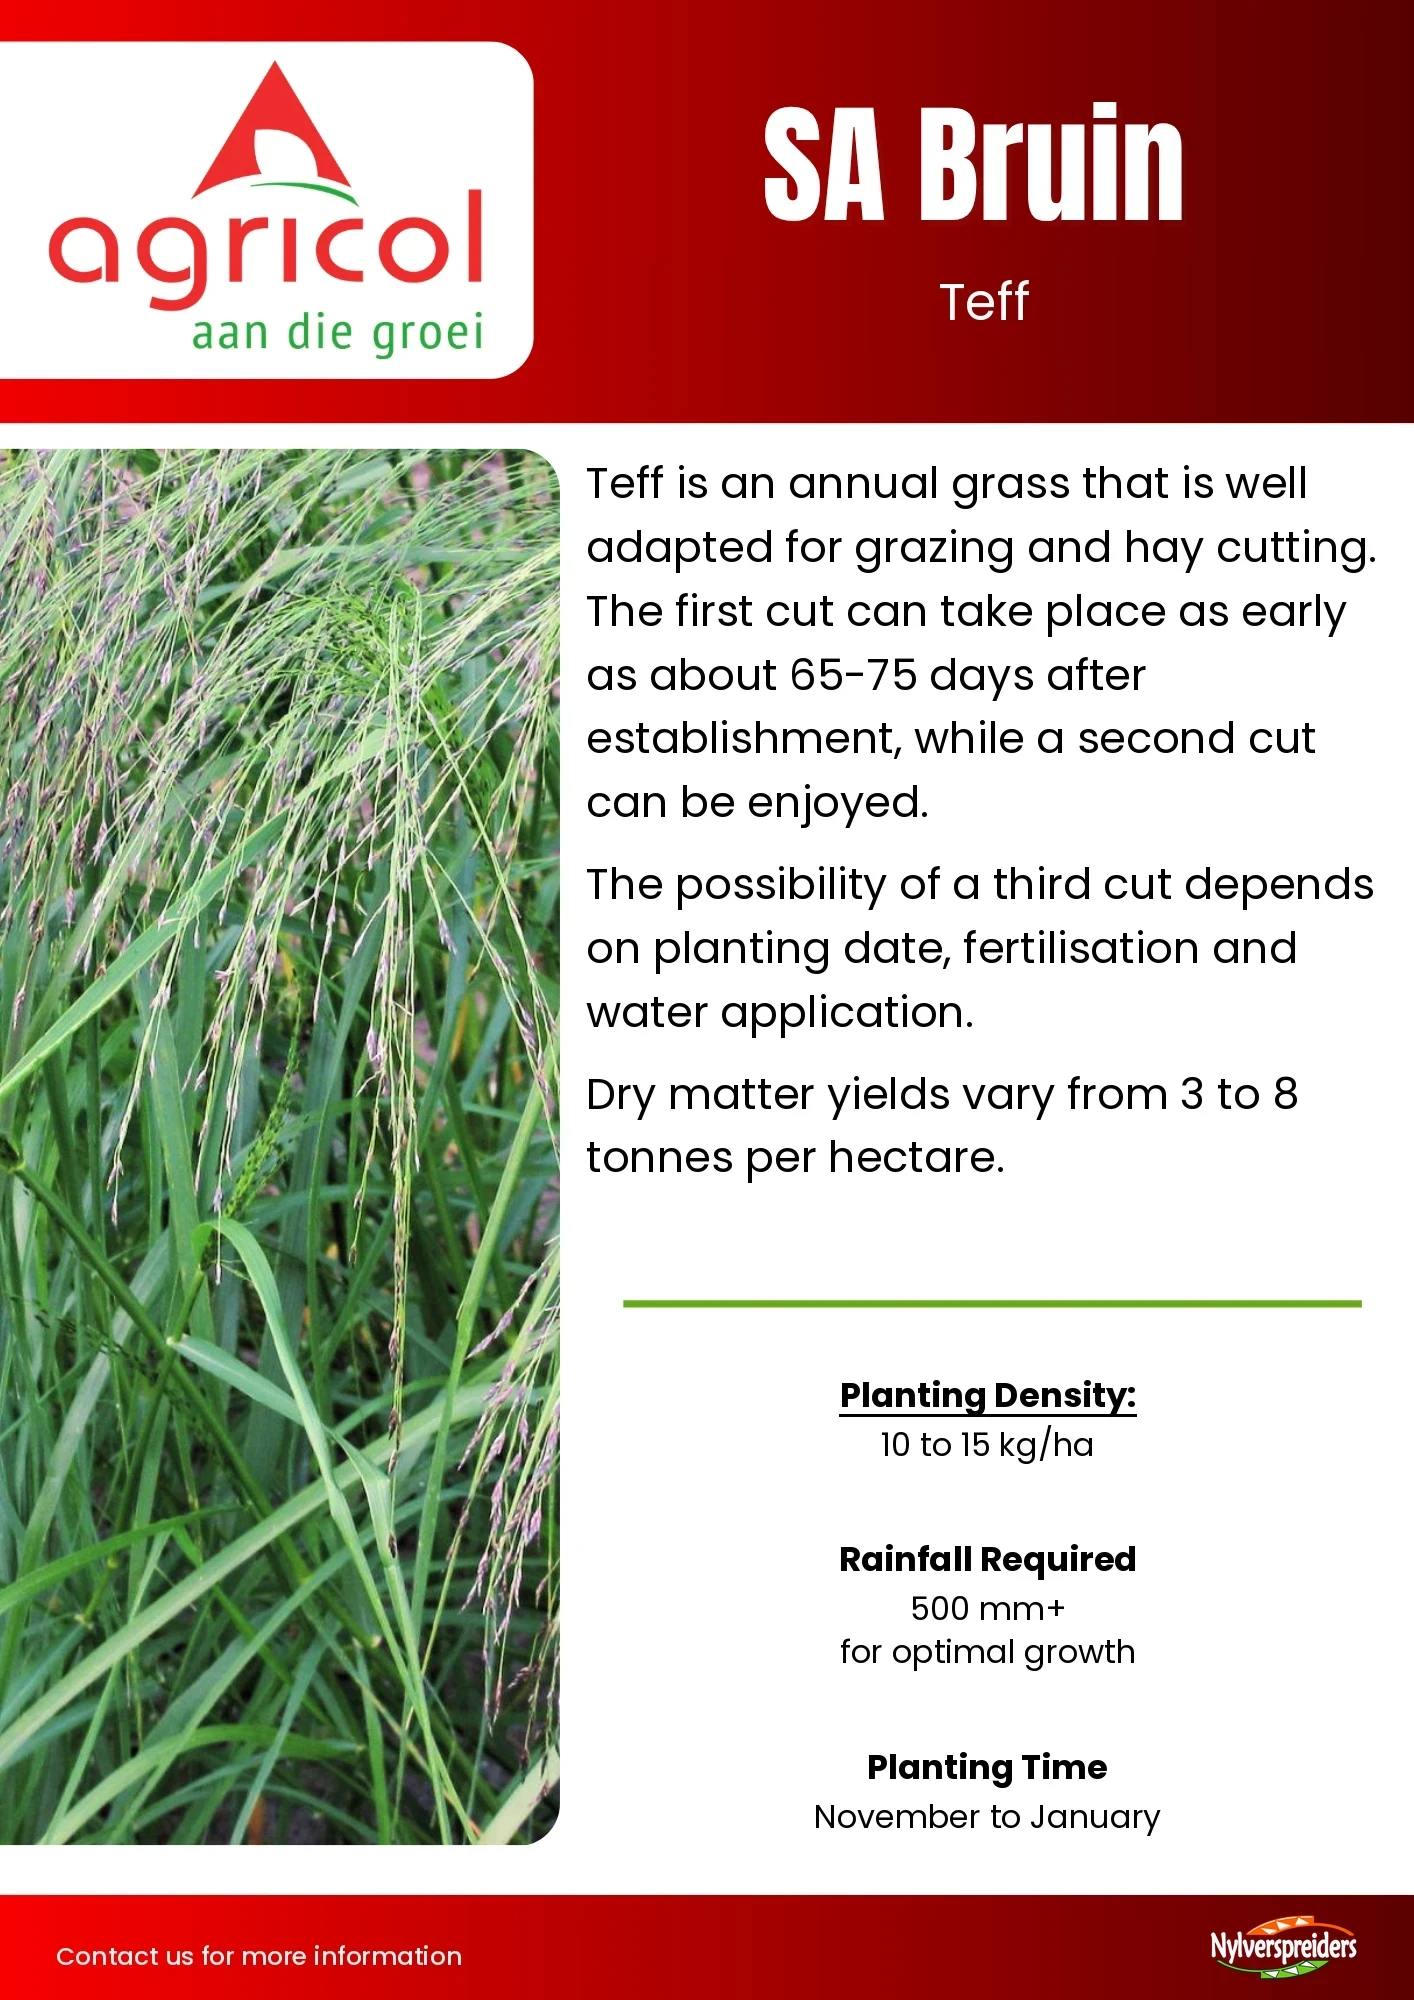 agricol
aan die groei
SA Bruin
Teff
Teff is an annual grass that is well
adapted for grazing and hay cutting.
The first cut can take place as early
as about 65-75 days after
establishment, while a second cut
can be enjoyed.
The possibility of a third cut depends
on planting date, fertilisation and
water application.
Dry matter yields vary from 3 to 8
tonnes per hectare.
Planting Density:
10 to 15 kg/ha
Rainfall Required
500 mm+
for optimal growth
Planting Time
November to January
Contact us for more information
Nylverspreiders